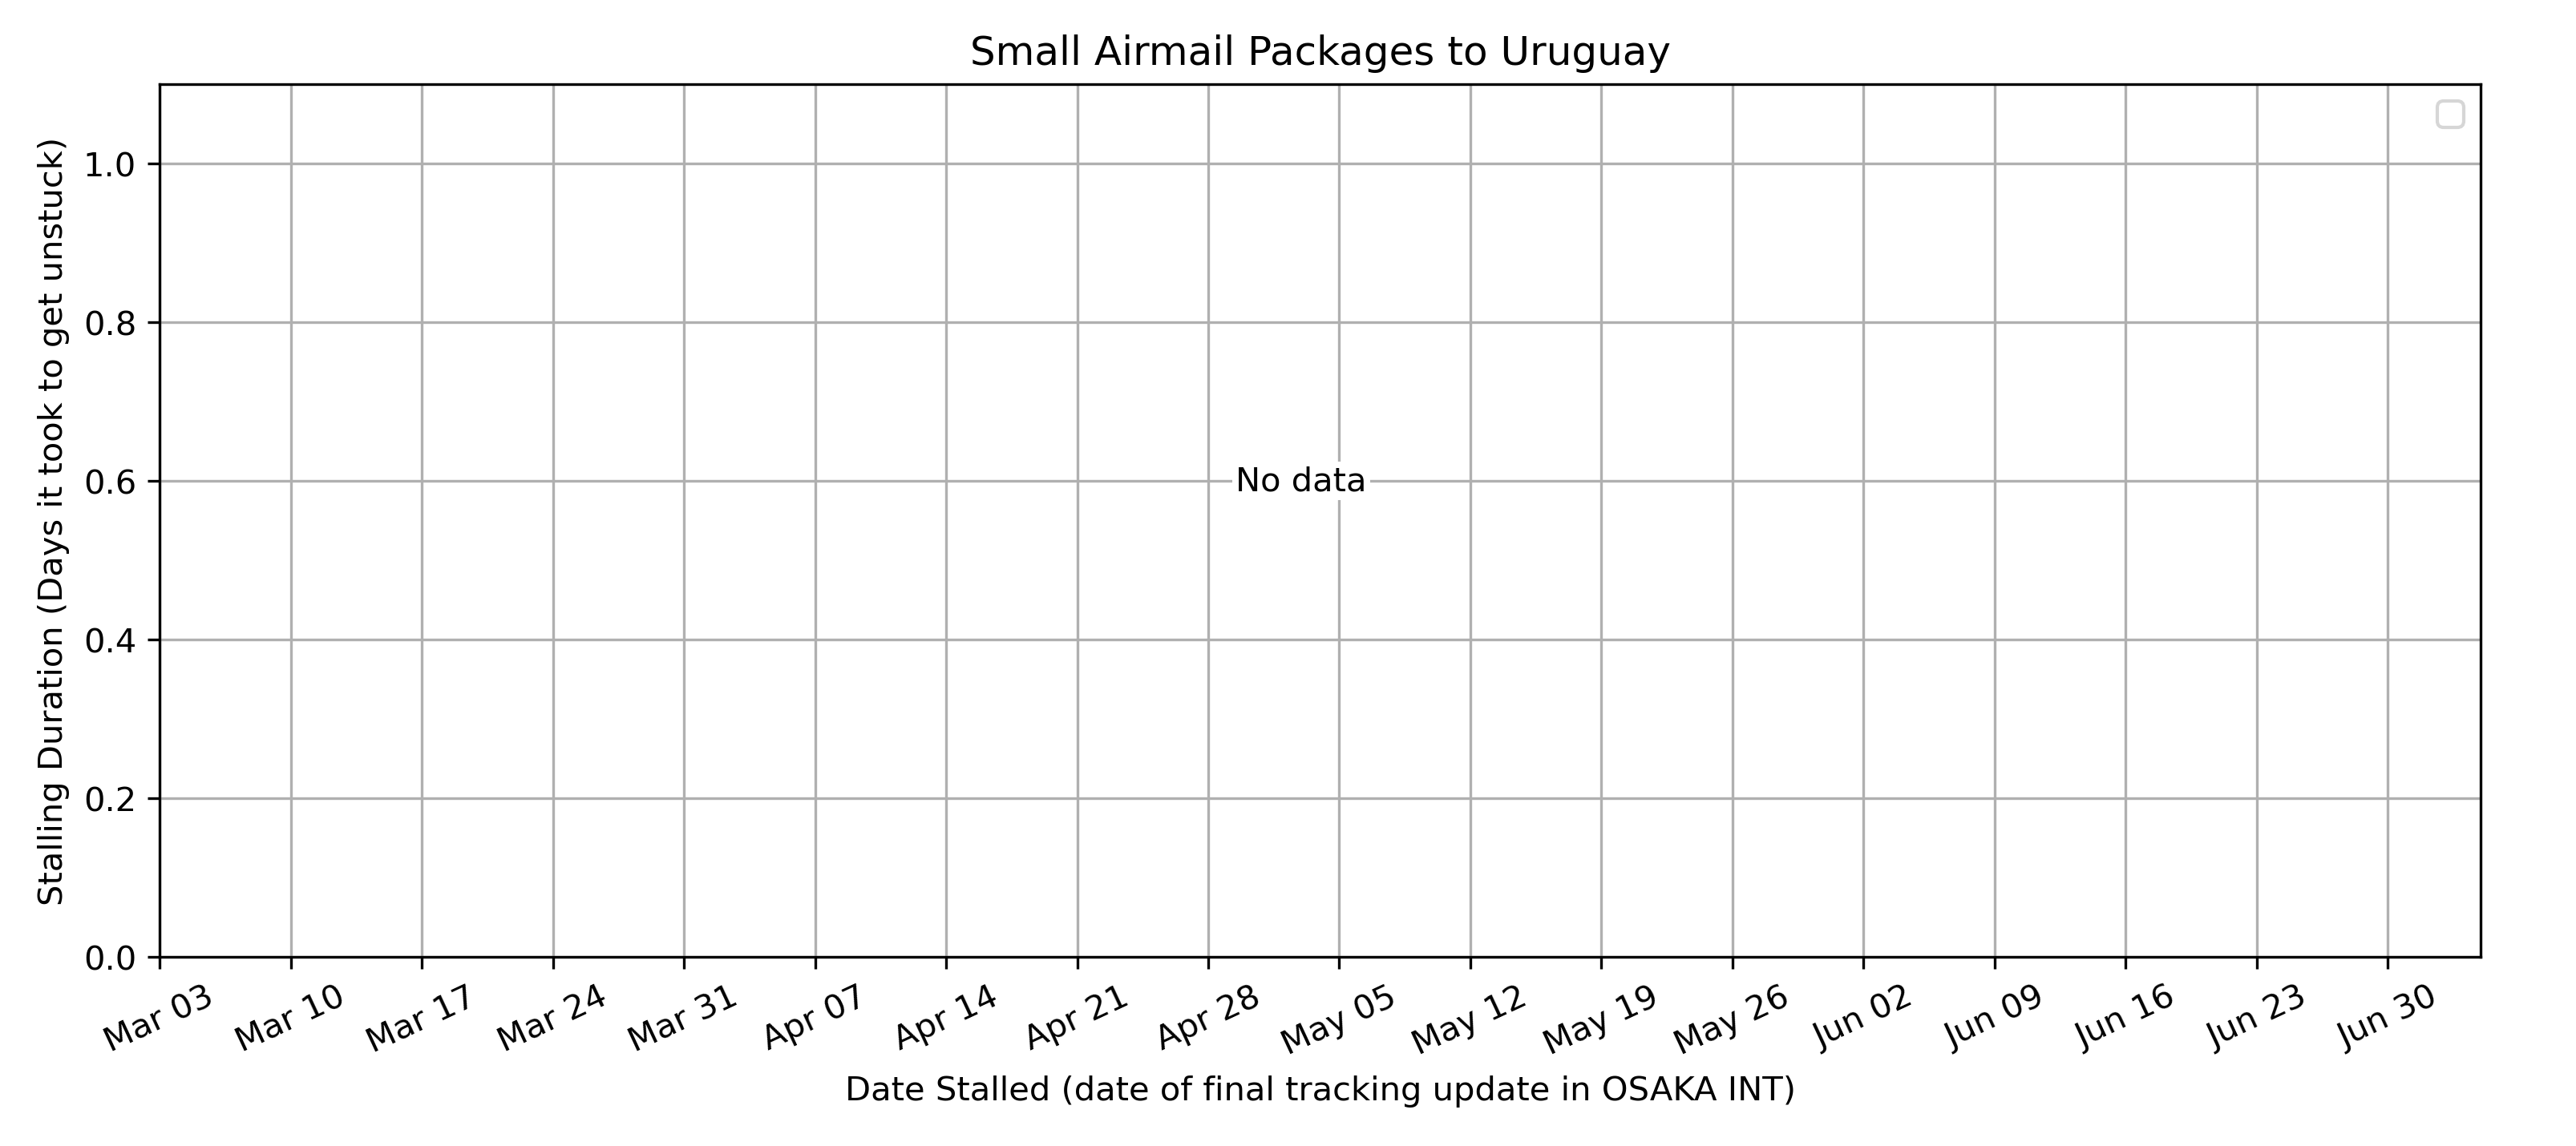 Small Airmail Packages to Uruguay
Stalling Duration (Days it took to get unstuck)
1.0
0.8
0.6
0.4
0.2
0.0
No data
Mar 03
Mar 10
Mar 17
Mar 24
Mar 31
Apr 07
Apr 14
Apr 21
Apr 28
May 05
May 12
May 19
May 26
Jun 02
Jun 09
Jun 16
Jun 23
Jun 30
Date Stalled (date of final tracking update in OSAKA INT)